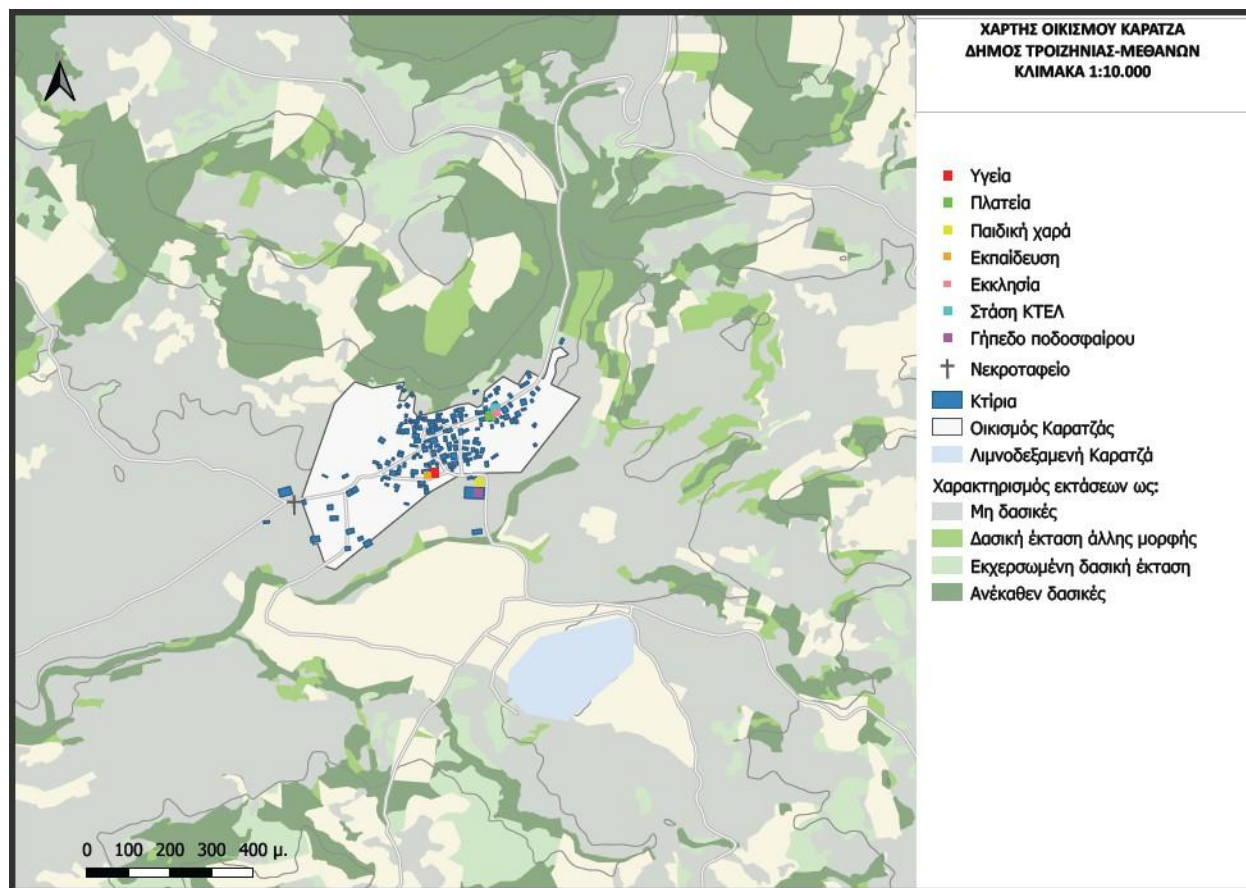 ΧΑΡΤΗΣ ΟΙΚΙΣΜΟΥ ΚΑΡΑΤΖΑ
ΔΗΜΟΣ ΤΡΟΙΖΗΝΙΑΣ-ΜΕΘΑΝΩΝ
ΚΛΙΜΑΚΑ 1:10.000
Υγεία
Πλατεία
Παιδική χαρά
Εκπαίδευση
Εκκλησία
Στάση ΚΤΕΛ
Γήπεδο ποδοσφαίρου
Νεκροταφείο
Κτίρια
Οικισμός Καρατζάς
Λιμνοδεξαμενή Καρατζά
Χαρακτηρισμός εκτάσεων ως:
Μη δασικές
Δασική έκταση άλλης μορφής
Εκχερσωμένη δασική έκταση
Ανέκαθεν δασικές
0 100 200 300 400 μ.